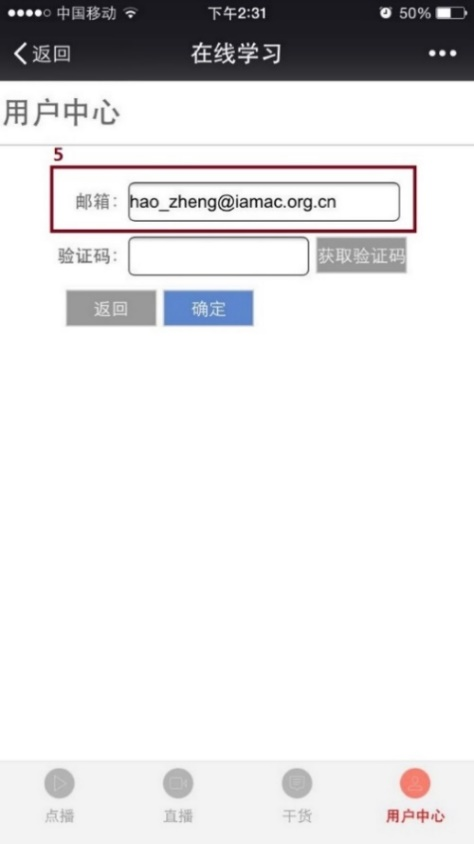 中国移动 下午2:31 50%
返回 在线学习
用户中心
5
邮箱: hao_zheng@iamac.org.cn
验证码: 获取验证码
返回 确定
点播 直播 干货 用户中心